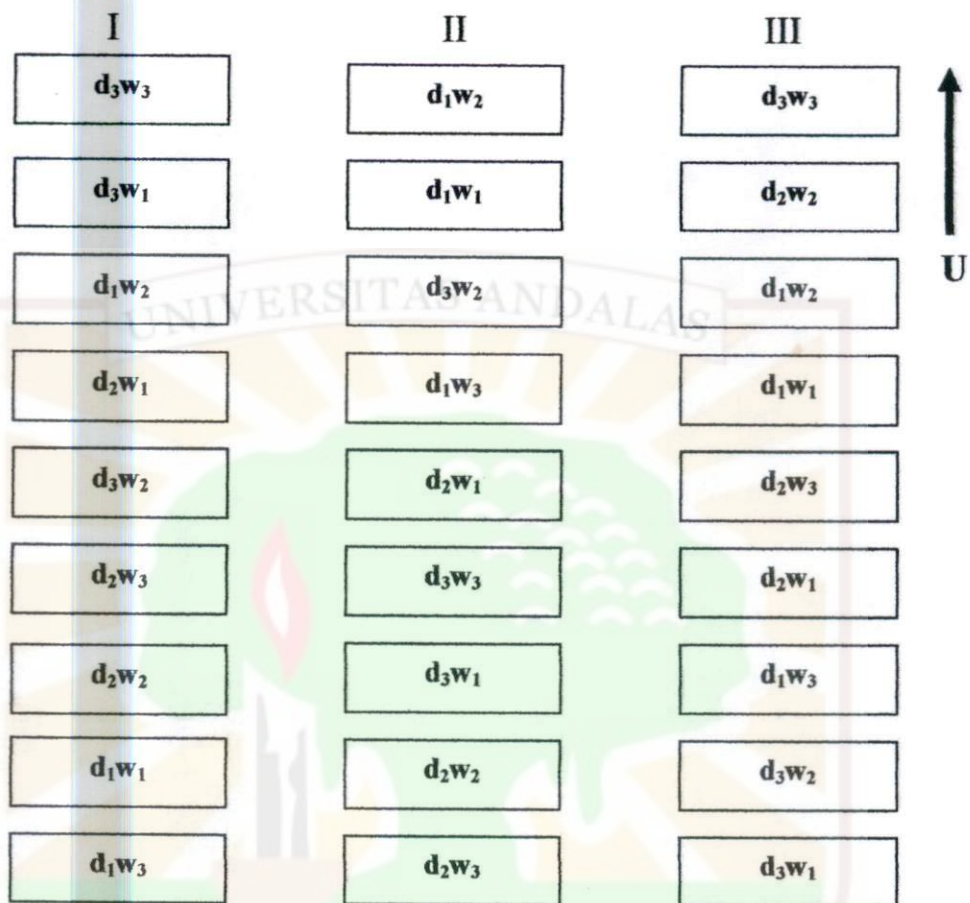 I II III
d₃w₃ d₁w₂ d₃w₃
d₃w₁ d₁w₁ d₂w₂
U
d₁w₂ d₃w₂ d₁w₂
UNIVERSITAS ANDALAS
d₂w₁ d₁w₃ d₁w₁
d₃w₂ d₂w₁ d₂w₃
d₂w₃ d₃w₃ d₂w₁
d₂w₂ d₃w₁ d₁w₃
d₁w₁ d₂w₂ d₃w₂
d₁w₃ d₂w₃ d₃w₁